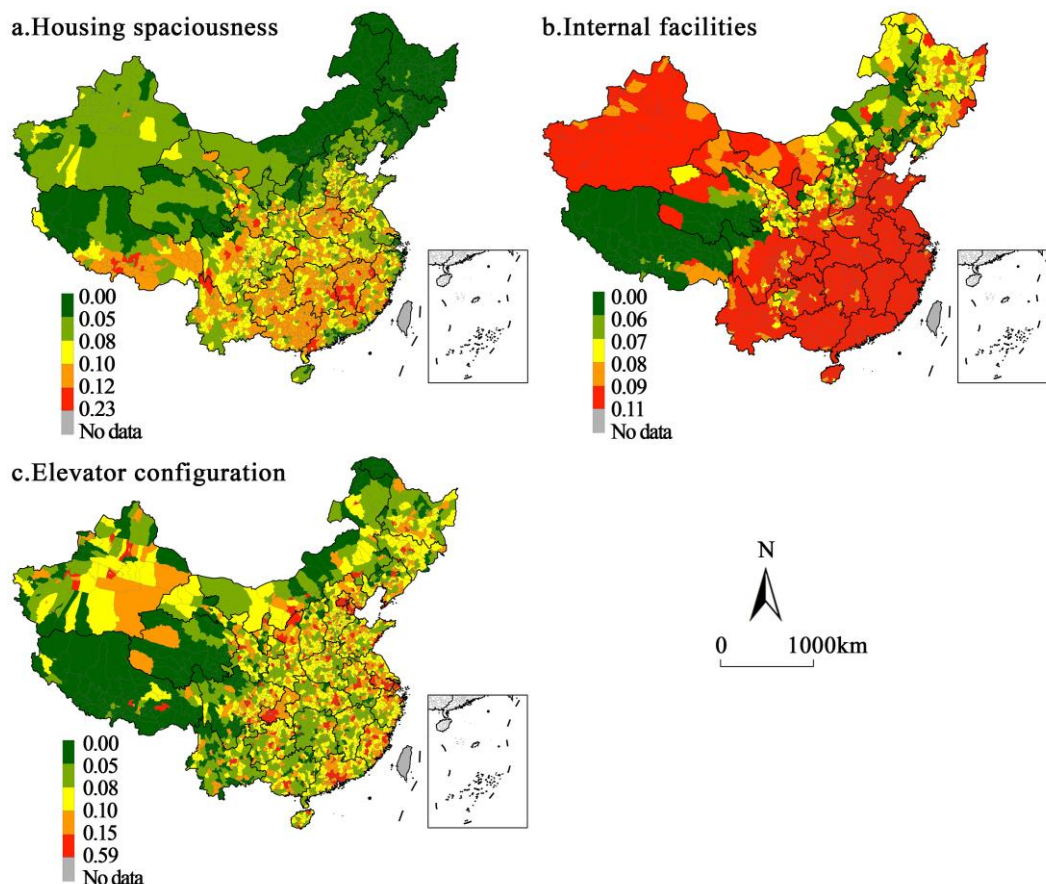 a.Housing spaciousness
0.00
0.05
0.08
0.10
0.12
0.23
No data
b.Internal facilities
0.00
0.06
0.07
0.09
0.11
No data
c.Elevator configuration
0.00
0.05
0.08
0.10
0.15
0.59
No data
N
0 1000km